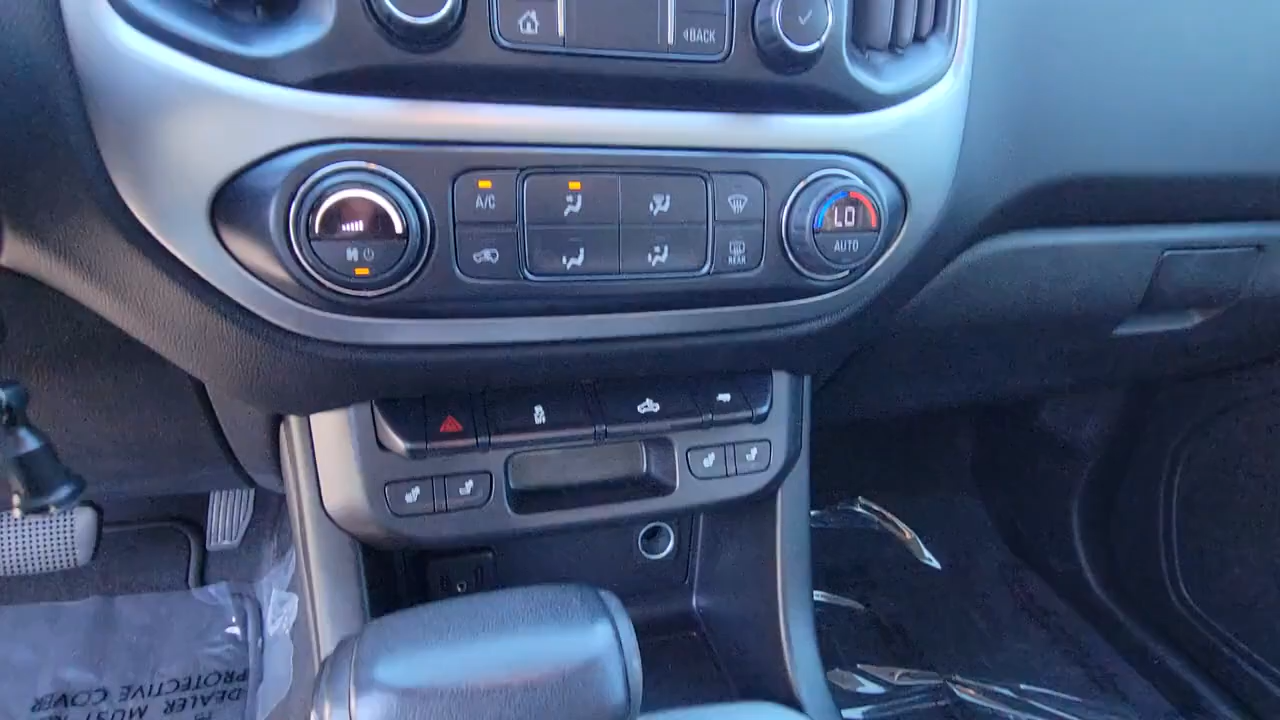 BACK
A/C
LO
AUTO
REAR
PROTECTIVE COVER
DEALER MUST